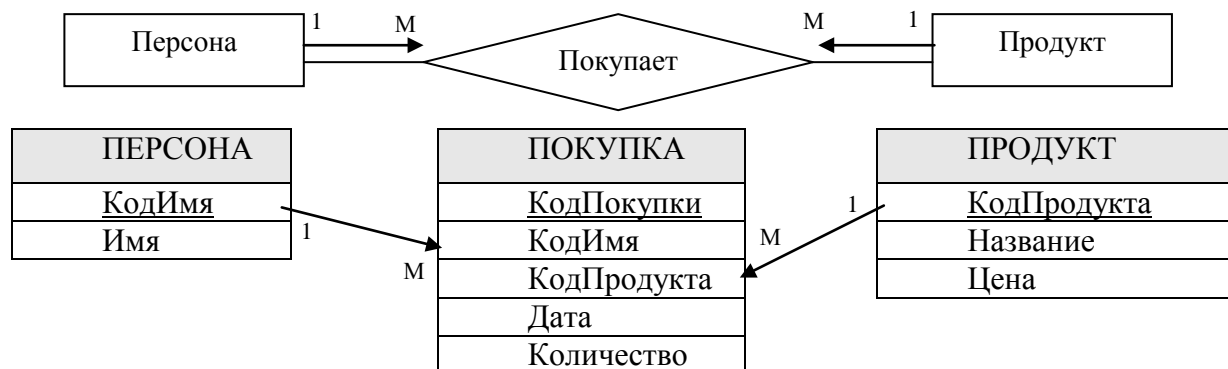 1 М М 1
Персона Покупает Продукт
ПЕРСОНА ПОКУПКА ПРОДУКТ
КодИмя КодПокупки 1 КодПродукта
Имя 1 КодИмя М Название
М КодПродукта Цена
Дата
Количество